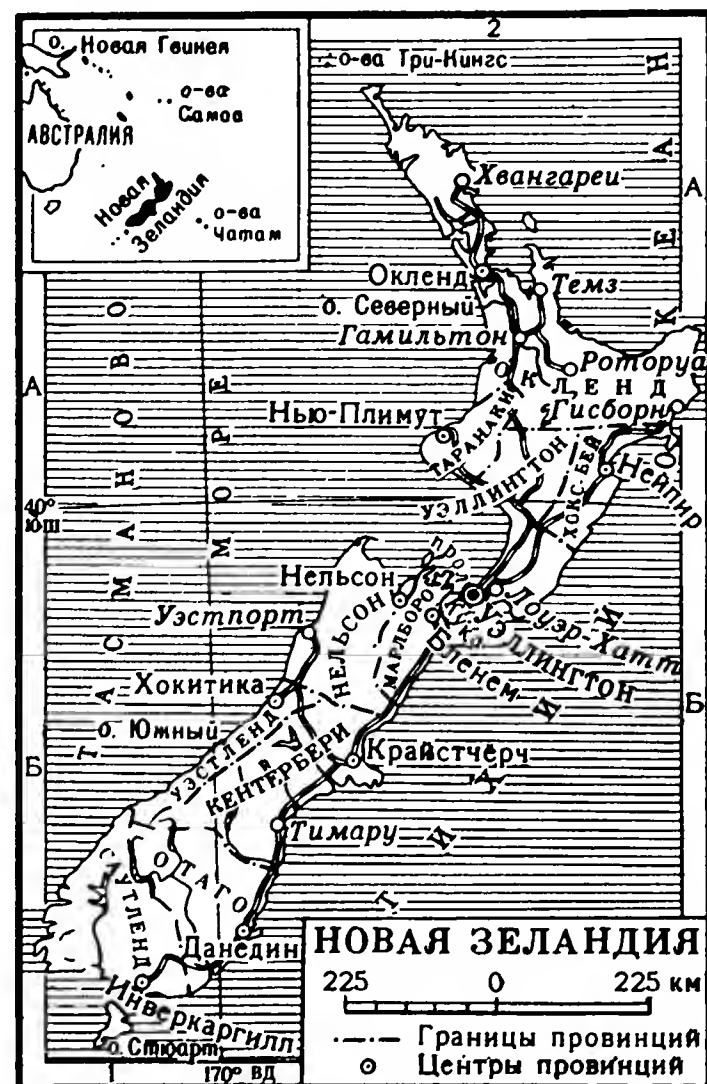 о. Новая Гвинея
о-ва
Самоа
АВСТРАЛИЯ
Новая
Зеландия
о-ва
Чатам
2
о-ва Три-Кингс
Хвангареи
А
Окленд
Темз
о. Северный
Гамильтон
Роторуа
ОКЛЕНД
Гисборн
А
Нью-Плимут
ТАРАНАКИ
ХОКС-БЕЙ
Нейпир
УЭЛЛИНГТОН
40°
ЮШ
ТАСМАНОВО
МОРЕ
Нельсон
НЕЛЬСОН
МАРЛБОРО
Лоуэр-Хатт
УЭЛЛИНГТОН
Бленем
Уэстпорт
Хокитика
о. Южный
Б
УЭСТЛЕНД
КЕНТЕРБЕРИ
Крайстчерч
Б
Тимару
ОТАГО
САУТЛЕНД
Данедин
Инверкаргилл
о. Стюарт
170° ВД
ТИХИЙ
ОКЕАН
НОВАЯ ЗЕЛАНДИЯ
225 0 225 км
Границы провинций
Центры провинций